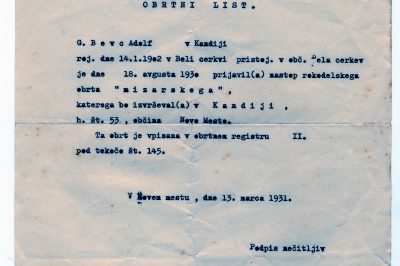 OBRTNI LIST.
G. Bevc Adolf v Kandiji
roj. dne 14.1.1902 v Beli cerkvi pristoj. v obč. Bela cerkev
je dne 18. avgusta 1930 prijavil(a) nastop rokodelskega
obrta "mizarskega",
katerega bo izvrševal(a) v Kandiji,
h. št. 53, občina Novo Mesto.
Ta obrt je vpisana v obrtnem registru II.
pod tekoče št. 145.
V Novem mestu, dne 13. marca 1931.
Podpis nečitljiv